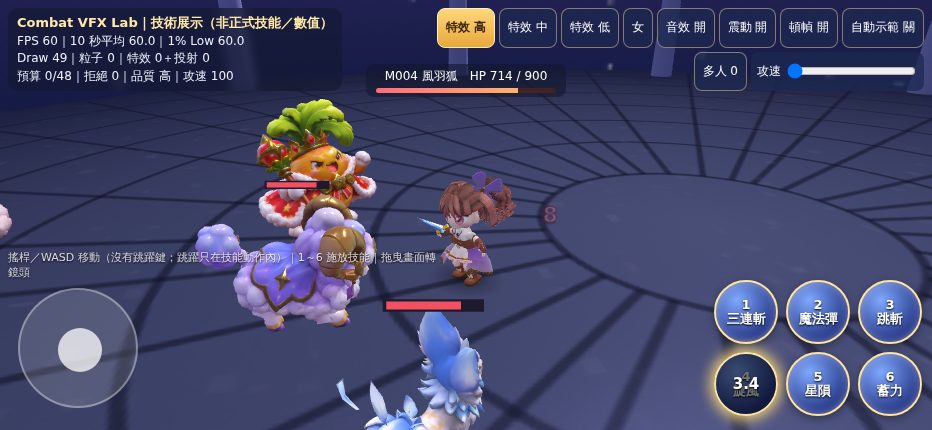 Combat VFX Lab｜技術展示（非正式技能／數值）
FPS 60｜10 秒平均 60.0｜1% Low 60.0
Draw 49｜粒子 0｜特效 0＋投射 0
預算 0/48｜拒絕 0｜品質 高｜攻速 100
特效 高
特效 中
特效 低
女
音效 開
震動 開
頓幀 開
自動示範 關
多人 0
攻速
M004 風羽狐 HP 714 / 900
8
搖桿／WASD 移動（沒有跳躍鍵；跳躍只在技能動作內）｜1～6 施放技能｜拖曳畫面轉
鏡頭
1
三連斬
2
魔法彈
3
跳斬
4
3.4
旋風
5
星隕
6
蓄力